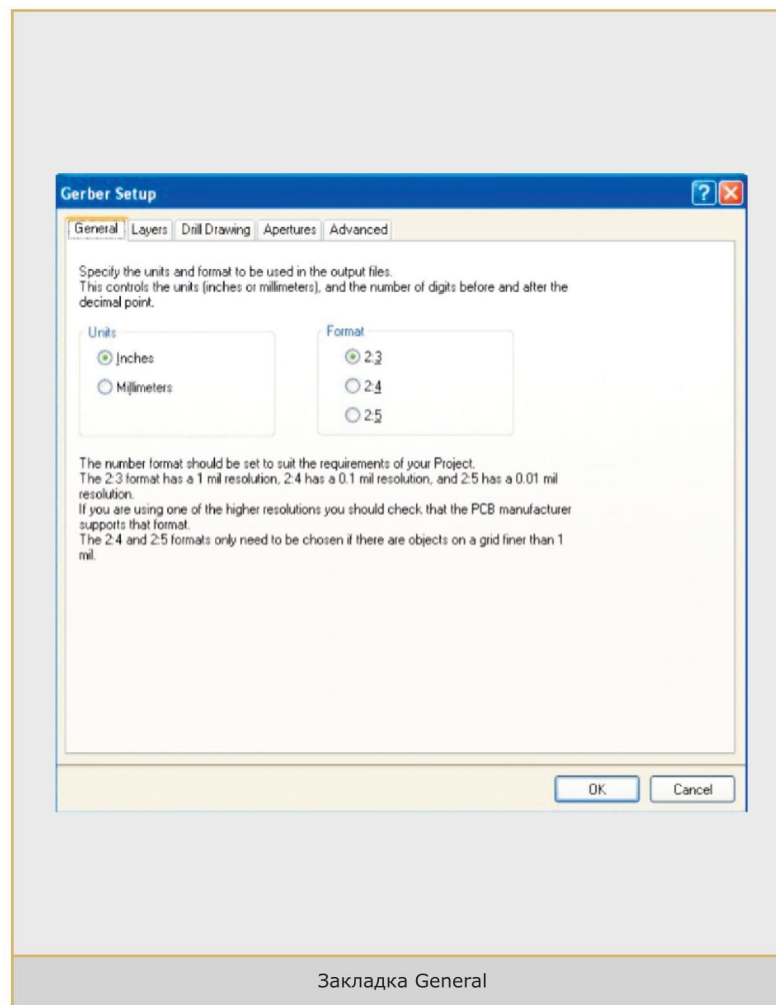 Gerber Setup
General Layers Drill Drawing Apertures Advanced
Specify the units and format to be used in the output files.
This controls the units (inches or millimeters), and the number of digits before and after the
decimal point.
Units
Format
Inches
2:3
Millimeters
2:4
2:5
The number format should be set to suit the requirements of your Project.
The 2:3 format has a 1 mil resolution, 2:4 has a 0.1 mil resolution, and 2:5 has a 0.01 mil
resolution.
If you are using one of the higher resolutions you should check that the PCB manufacturer
supports that format.
The 2:4 and 2:5 formats only need to be chosen if there are objects on a grid finer than 1
mil.
OK Cancel
Закладка General